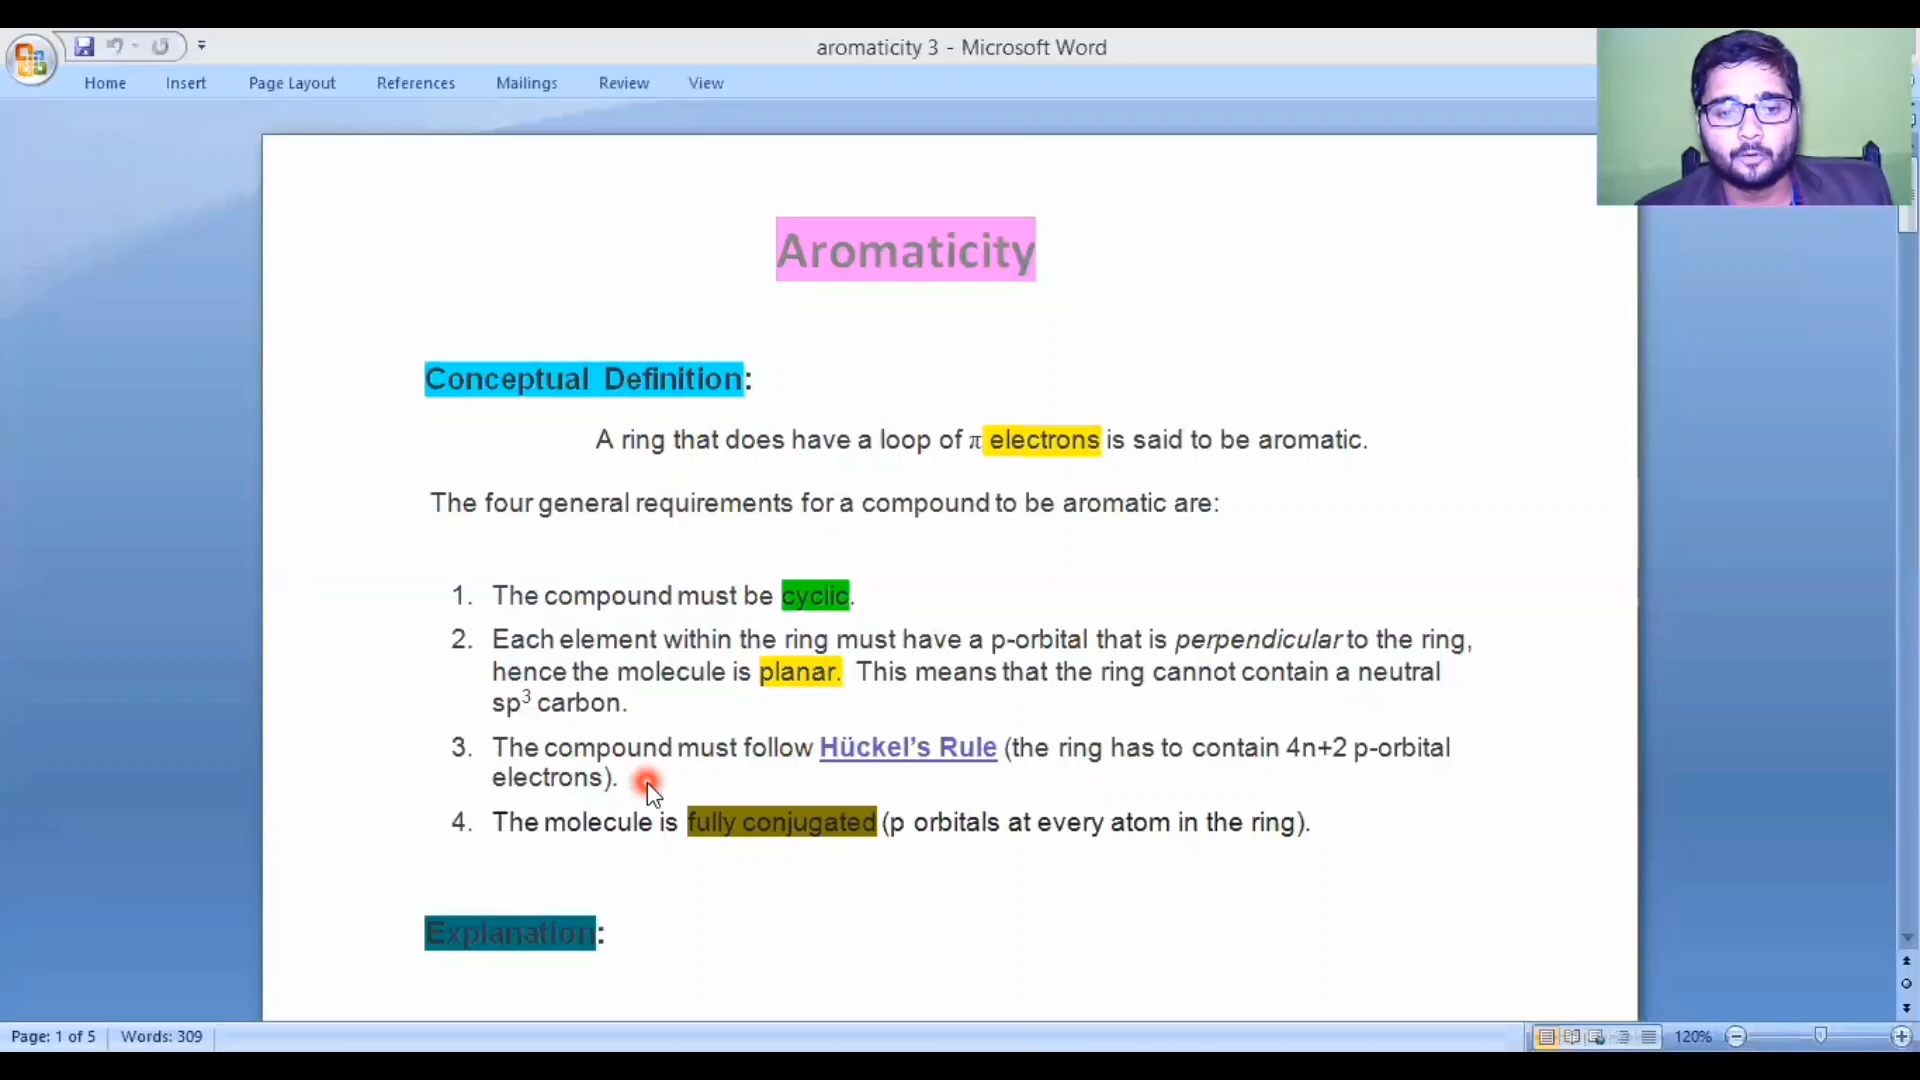 aromaticity 3 - Microsoft Word
Home Insert Page Layout References Mailings Review View
Aromaticity
Conceptual Definition:
A ring that does have a loop of π electrons is said to be aromatic.
The four general requirements for a compound to be aromatic are:
1. The compound must be cyclic.
2. Each element within the ring must have a p-orbital that is perpendicular to the ring,
hence the molecule is planar. This means that the ring cannot contain a neutral
sp³ carbon.
3. The compound must follow Hückel's Rule (the ring has to contain 4n+2 p-orbital
electrons).
4. The molecule is fully conjugated (p orbitals at every atom in the ring).
Explanation:
Page: 1 of 5 Words: 309 120%